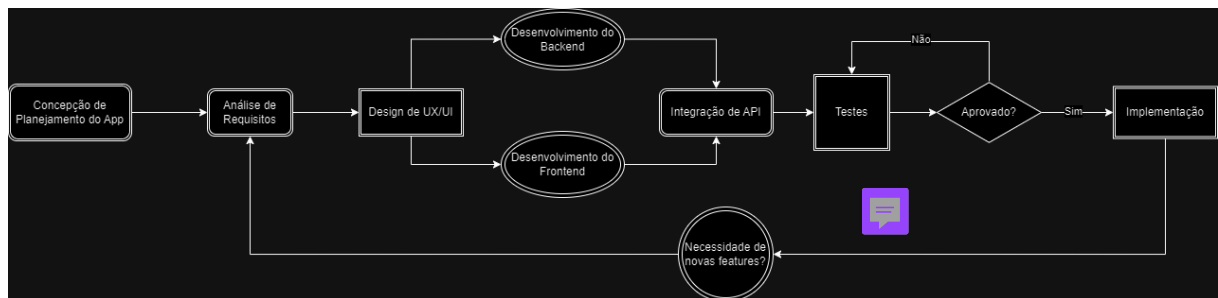 Concepção de
Planejamento do App
Análise de
Requisitos
Design de UX/UI
Desenvolvimento do
Backend
Desenvolvimento do
Frontend
Integração de API
Testes
Não
Aprovado?
Sim
Implementação
Necessidade de
novas features?